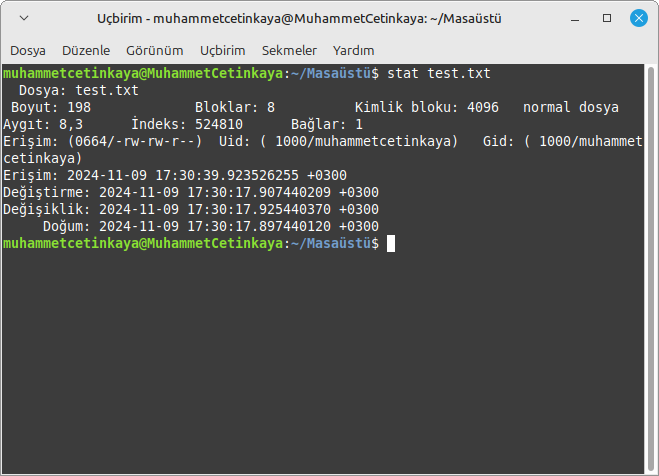 Uçbirim - muhammetcetinkaya@MuhammetCetinkaya: ~/Masaüstü
Dosya Düzenle Görünüm Uçbirim Sekmeler Yardım
muhammetcetinkaya@MuhammetCetinkaya:~/Masaüstü$ stat test.txt
  Dosya: test.txt
 Boyut: 198             Bloklar: 8          Kimlik bloku: 4096   normal dosya
Aygıt: 8,3      İndeks: 524810      Bağlar: 1
Erişim: (0664/-rw-rw-r--)  Uid: ( 1000/muhammetcetinkaya)   Gid: ( 1000/muhammet
cetinkaya)
Erişim: 2024-11-09 17:30:39.923526255 +0300
Değiştirme: 2024-11-09 17:30:17.907440209 +0300
Değişiklik: 2024-11-09 17:30:17.925440370 +0300
     Doğum: 2024-11-09 17:30:17.897440120 +0300
muhammetcetinkaya@MuhammetCetinkaya:~/Masaüstü$